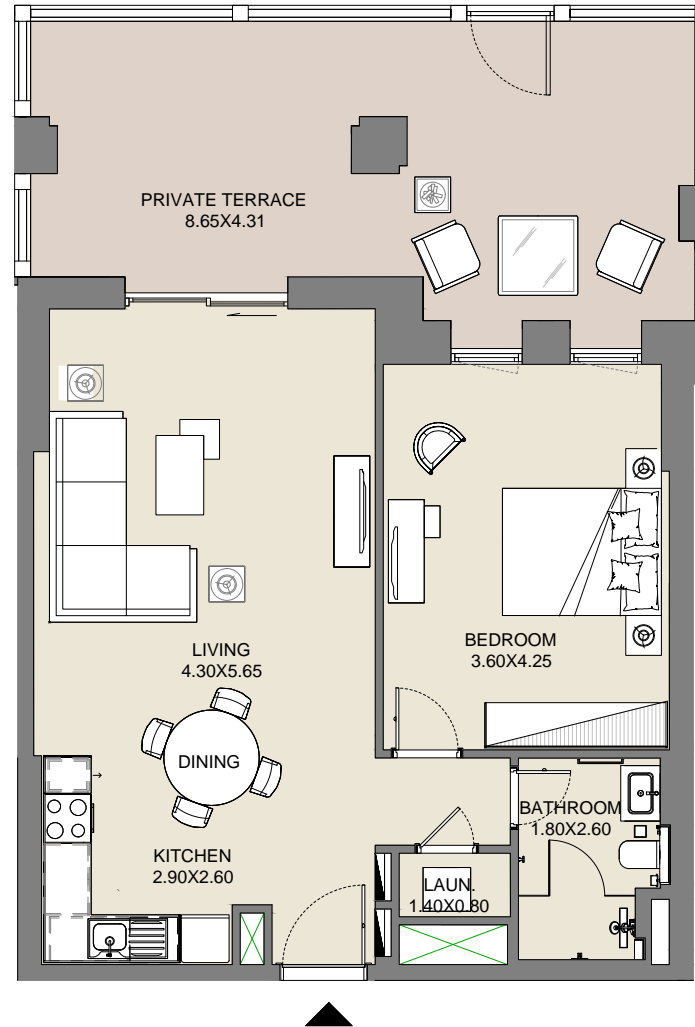 PRIVATE TERRACE
8.65X4.31
LIVING
4.30X5.65
BEDROOM
3.60X4.25
DINING
BATHROOM
1.80X2.60
KITCHEN
2.90X2.60
LAUN.
1.40X0.80